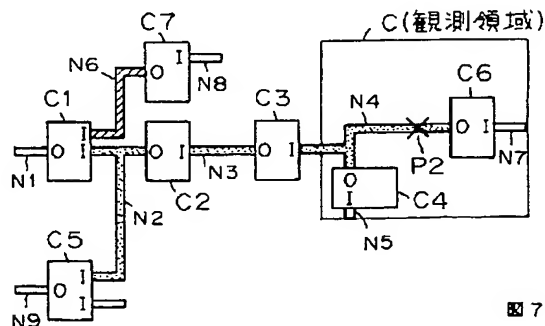 C(観測領域)
C7
I
O
N8
N6
C1
I
O
I
N1
O
I
C2
N3
C3
O
I
N4
C6
O
I
N7
P2
O
I
C4
N5
N2
C5
I
O
I
N9
図7